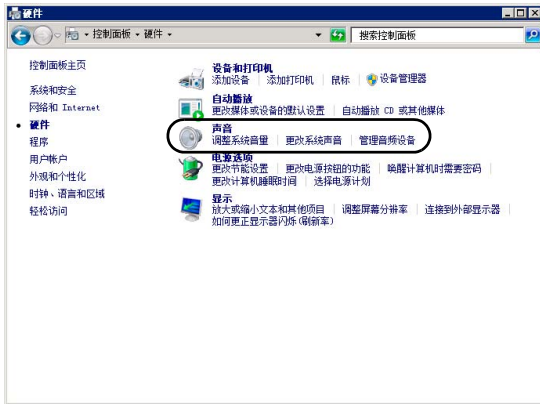 硬件
控制面板 硬件 搜索控制面板
控制面板主页
系统和安全
网络和 Internet
硬件
程序
用户帐户
外观和个性化
时钟、语言和区域
轻松访问
设备和打印机
添加设备 添加打印机 鼠标 设备管理器
自动播放
更改媒体或设备的默认设置 自动播放 CD 或其他媒体
声音
调整系统音量 更改系统声音 管理音频设备
电源选项
更改节能设置 更改电源按钮的功能 唤醒计算机时需要密码
更改计算机睡眠时间 选择电源计划
显示
放大或缩小文本和其他项目 调整屏幕分辨率 连接到外部显示器
如何更正显示器闪烁(刷新率)